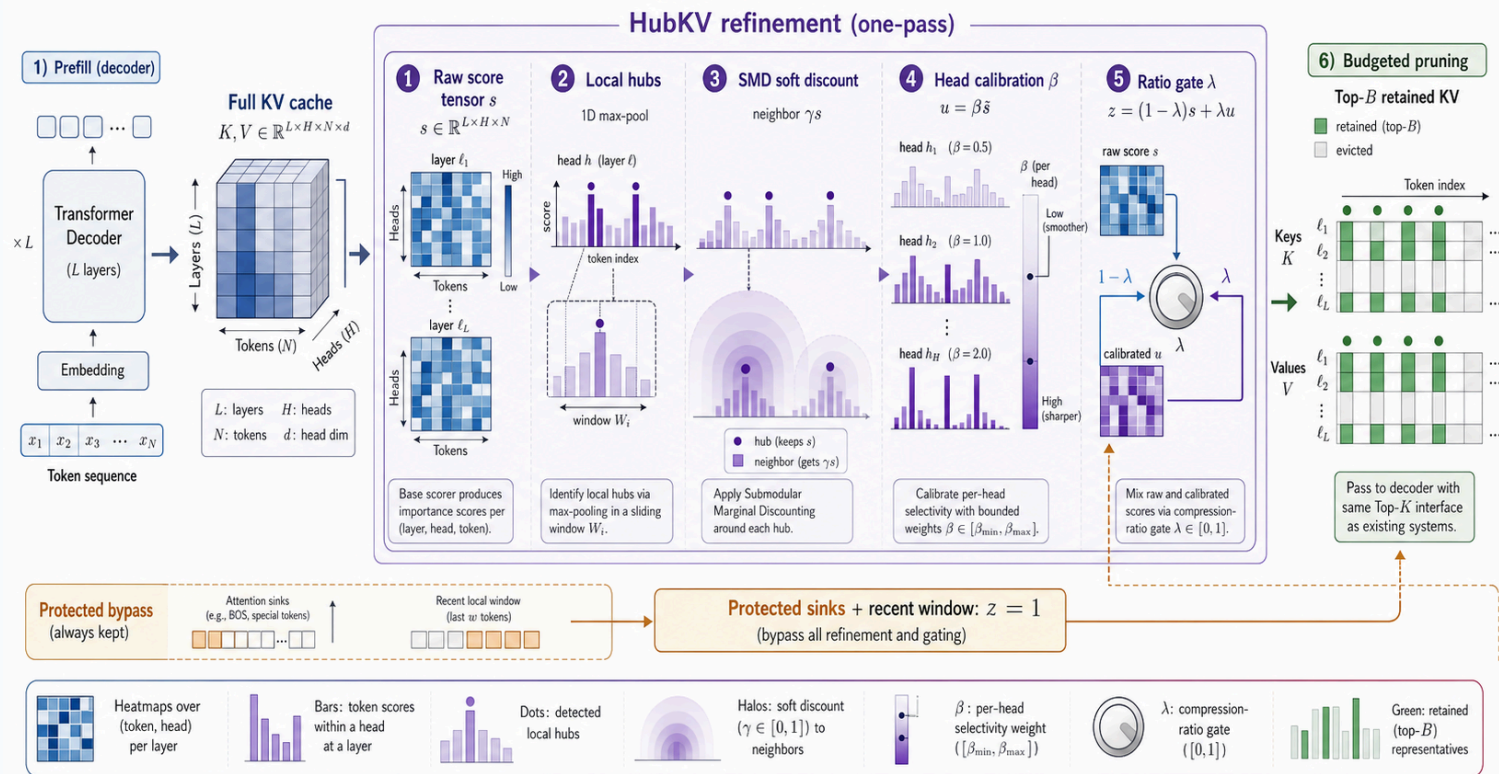 HubKV refinement (one-pass)
1) Prefill (decoder)
× L
Transformer
Decoder
(L layers)
Embedding
x₁ x₂ x₃ ⋯ x_N
Token sequence
Full KV cache
K, V ∈ ℝ^{L×H×N×d}
Layers (L)
Tokens (N)
Heads (H)
L: layers H: heads
N: tokens d: head dim
1 Raw score
tensor s
s ∈ ℝ^{L×H×N}
layer ℓ₁
Heads
Tokens
High
Low
⋮
layer ℓ_L
Heads
Tokens
Base scorer produces
importance scores per
(layer, head, token).
2 Local hubs
1D max-pool
head h (layer ℓ)
score
token index
window W_i
Identify local hubs via
max-pooling in a sliding
window W_i.
3 SMD soft discount
neighbor γs
hub (keeps s)
neighbor (gets γs)
Apply Submodular
Marginal Discounting
around each hub.
4 Head calibration β
u = βs̃
head h₁ (β = 0.5)
head h₂ (β = 1.0)
⋮
head h_H (β = 2.0)
β (per
head)
Low
(smoother)
High
(sharper)
Calibrate per-head
selectivity with bounded
weights β ∈ [β_min, β_max].
5 Ratio gate λ
z = (1 − λ)s + λu
raw score s
1 − λ
λ
λ
calibrated u
Mix raw and calibrated
scores via compression-
ratio gate λ ∈ [0, 1].
6) Budgeted pruning
Top-B retained KV
retained (top-B)
evicted
Token index
Keys
K
ℓ₁
ℓ₂
⋮
ℓ_L
...
...
...
Values
V
ℓ₁
ℓ₂
⋮
ℓ_L
...
...
...
Pass to decoder with
same Top-K interface
as existing systems.
Protected bypass
(always kept)
Attention sinks
(e.g., BOS, special tokens)
...
Recent local window
(last w tokens)
Protected sinks + recent window: z = 1
(bypass all refinement and gating)
Heatmaps over
(token, head)
per layer
Bars: token scores
within a head
at a layer
Dots: detected
local hubs
Halos: soft discount
(γ ∈ [0, 1]) to
neighbors
β : per-head
selectivity weight
([β_min, β_max])
λ: compression-
ratio gate
([0, 1])
Green: retained
(top-B)
representatives